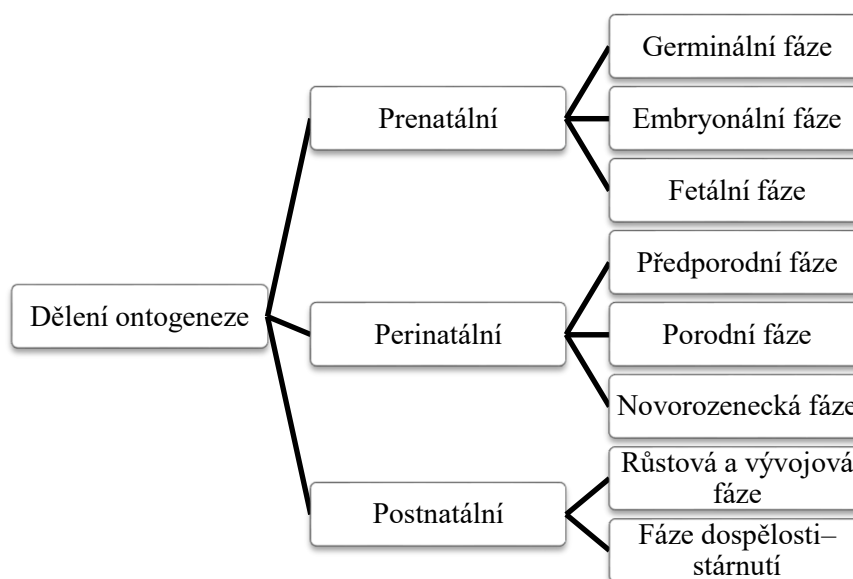 Dělení ontogeneze
Prenatální
Germinální fáze
Embryonální fáze
Fetální fáze
Perinatální
Předporodní fáze
Porodní fáze
Novorozenecká fáze
Postnatální
Růstová a vývojová
fáze
Fáze dospělosti–
stárnutí